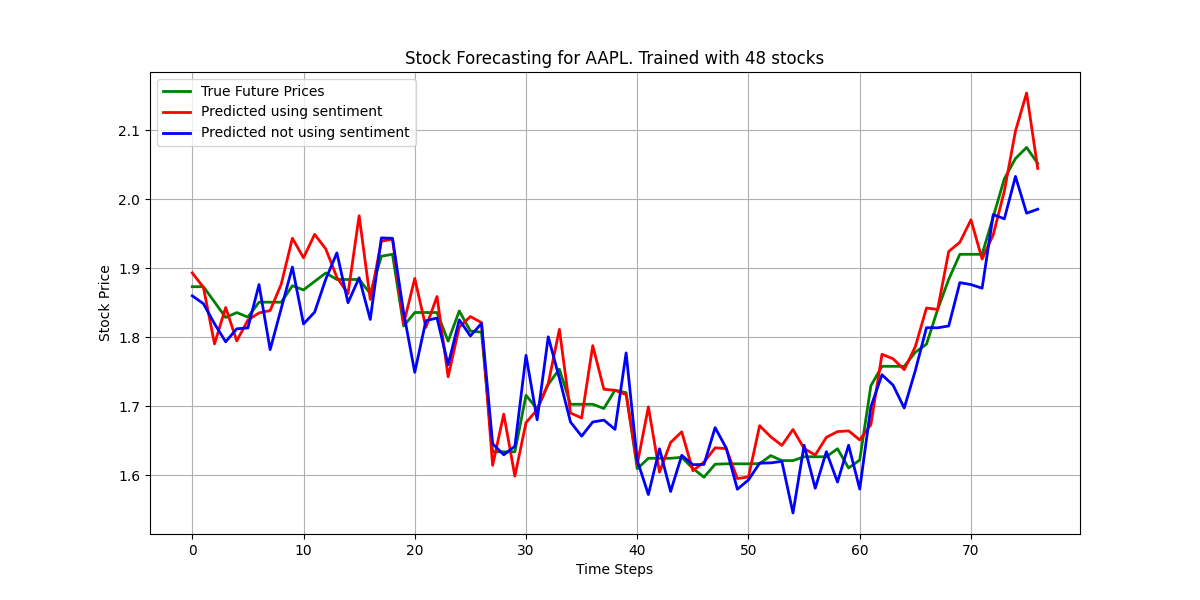 Stock Forecasting for AAPL. Trained with 48 stocks
True Future Prices
Predicted using sentiment
Predicted not using sentiment
Stock Price
2.1
2.0
1.9
1.8
1.7
1.6
0 10 20 30 40 50 60 70
Time Steps